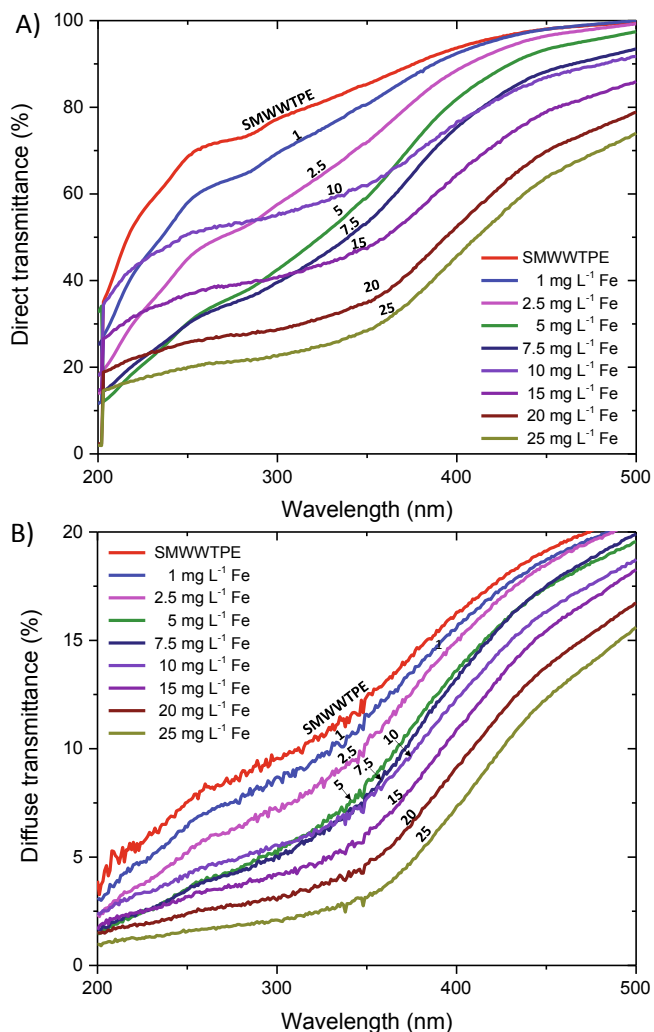 A)
100
80
60
40
20
0
Direct transmittance (%)
SMWWTPE
1
2.5
10
5
7.5
15
20
25
SMWWTPE
1 mg L⁻¹ Fe
2.5 mg L⁻¹ Fe
5 mg L⁻¹ Fe
7.5 mg L⁻¹ Fe
10 mg L⁻¹ Fe
15 mg L⁻¹ Fe
20 mg L⁻¹ Fe
25 mg L⁻¹ Fe
200 300 400 500
Wavelength (nm)
B)
20
15
10
5
0
Diffuse transmittance (%)
SMWWTPE
1 mg L⁻¹ Fe
2.5 mg L⁻¹ Fe
5 mg L⁻¹ Fe
7.5 mg L⁻¹ Fe
10 mg L⁻¹ Fe
15 mg L⁻¹ Fe
20 mg L⁻¹ Fe
25 mg L⁻¹ Fe
SMWWTPE
1
1
2.5
7.5
10
5
15
20
25
200 300 400 500
Wavelength (nm)